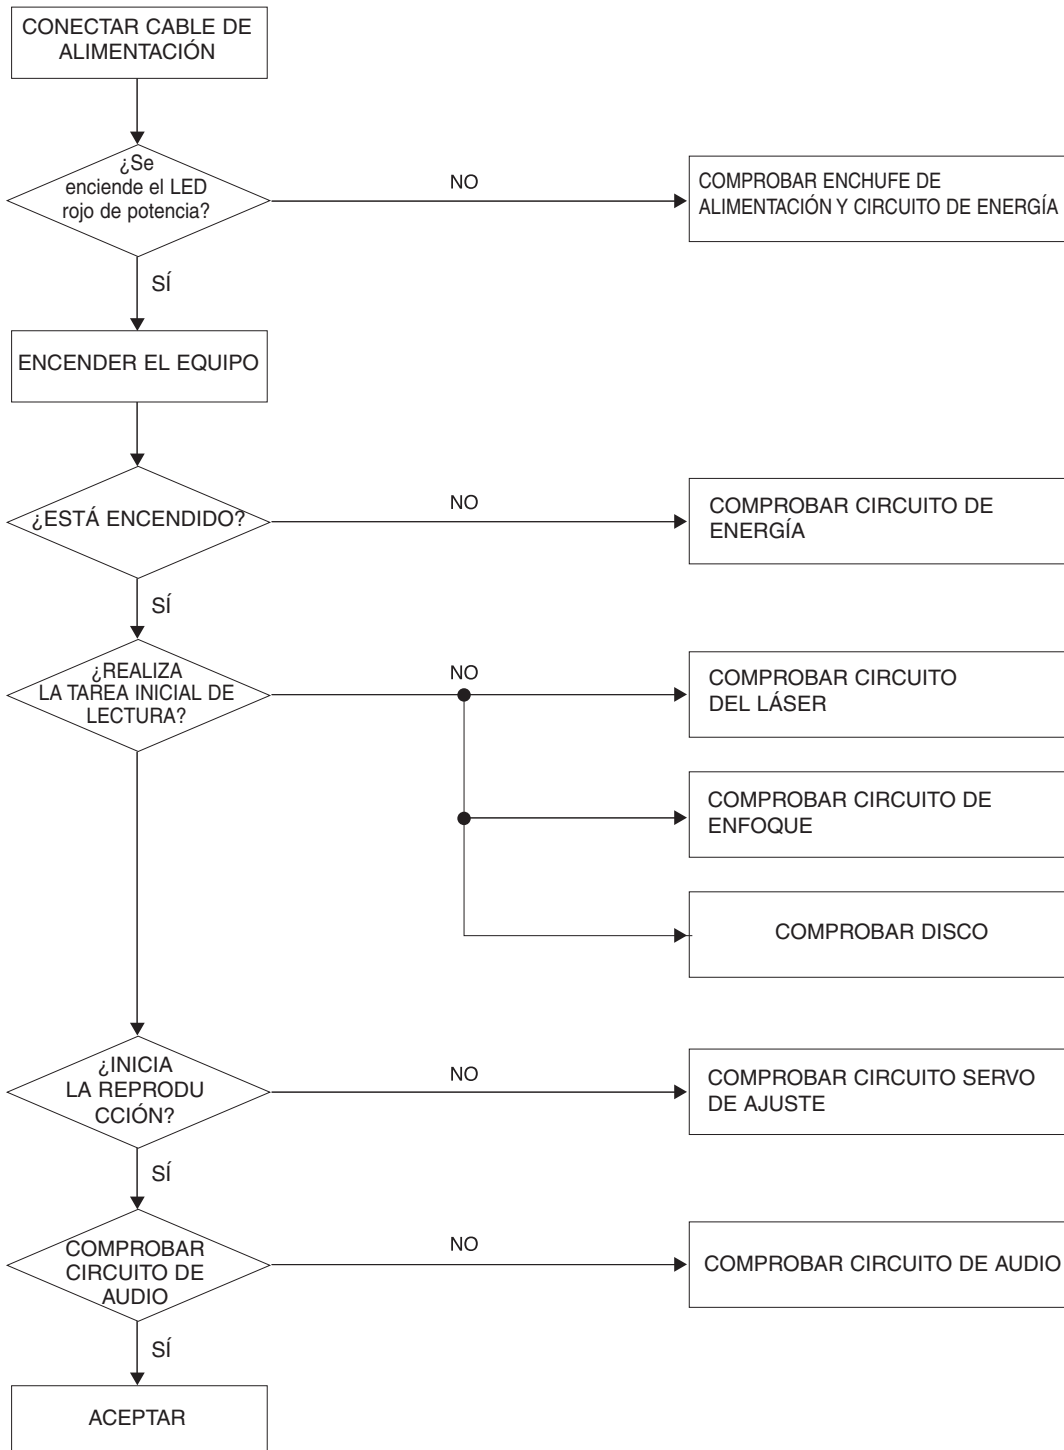 CONECTAR CABLE DE
ALIMENTACIÓN
¿Se
enciende el LED
rojo de potencia?
NO
COMPROBAR ENCHUFE DE
ALIMENTACIÓN Y CIRCUITO DE ENERGÍA
SÍ
ENCENDER EL EQUIPO
¿ESTÁ ENCENDIDO?
NO
COMPROBAR CIRCUITO DE
ENERGÍA
SÍ
¿REALIZA
LA TAREA INICIAL DE
LECTURA?
NO
COMPROBAR CIRCUITO
DEL LÁSER
COMPROBAR CIRCUITO DE
ENFOQUE
COMPROBAR DISCO
¿INICIA
LA REPRODU
CCIÓN?
NO
COMPROBAR CIRCUITO SERVO
DE AJUSTE
SÍ
COMPROBAR
CIRCUITO DE
AUDIO
NO
COMPROBAR CIRCUITO DE AUDIO
SÍ
ACEPTAR